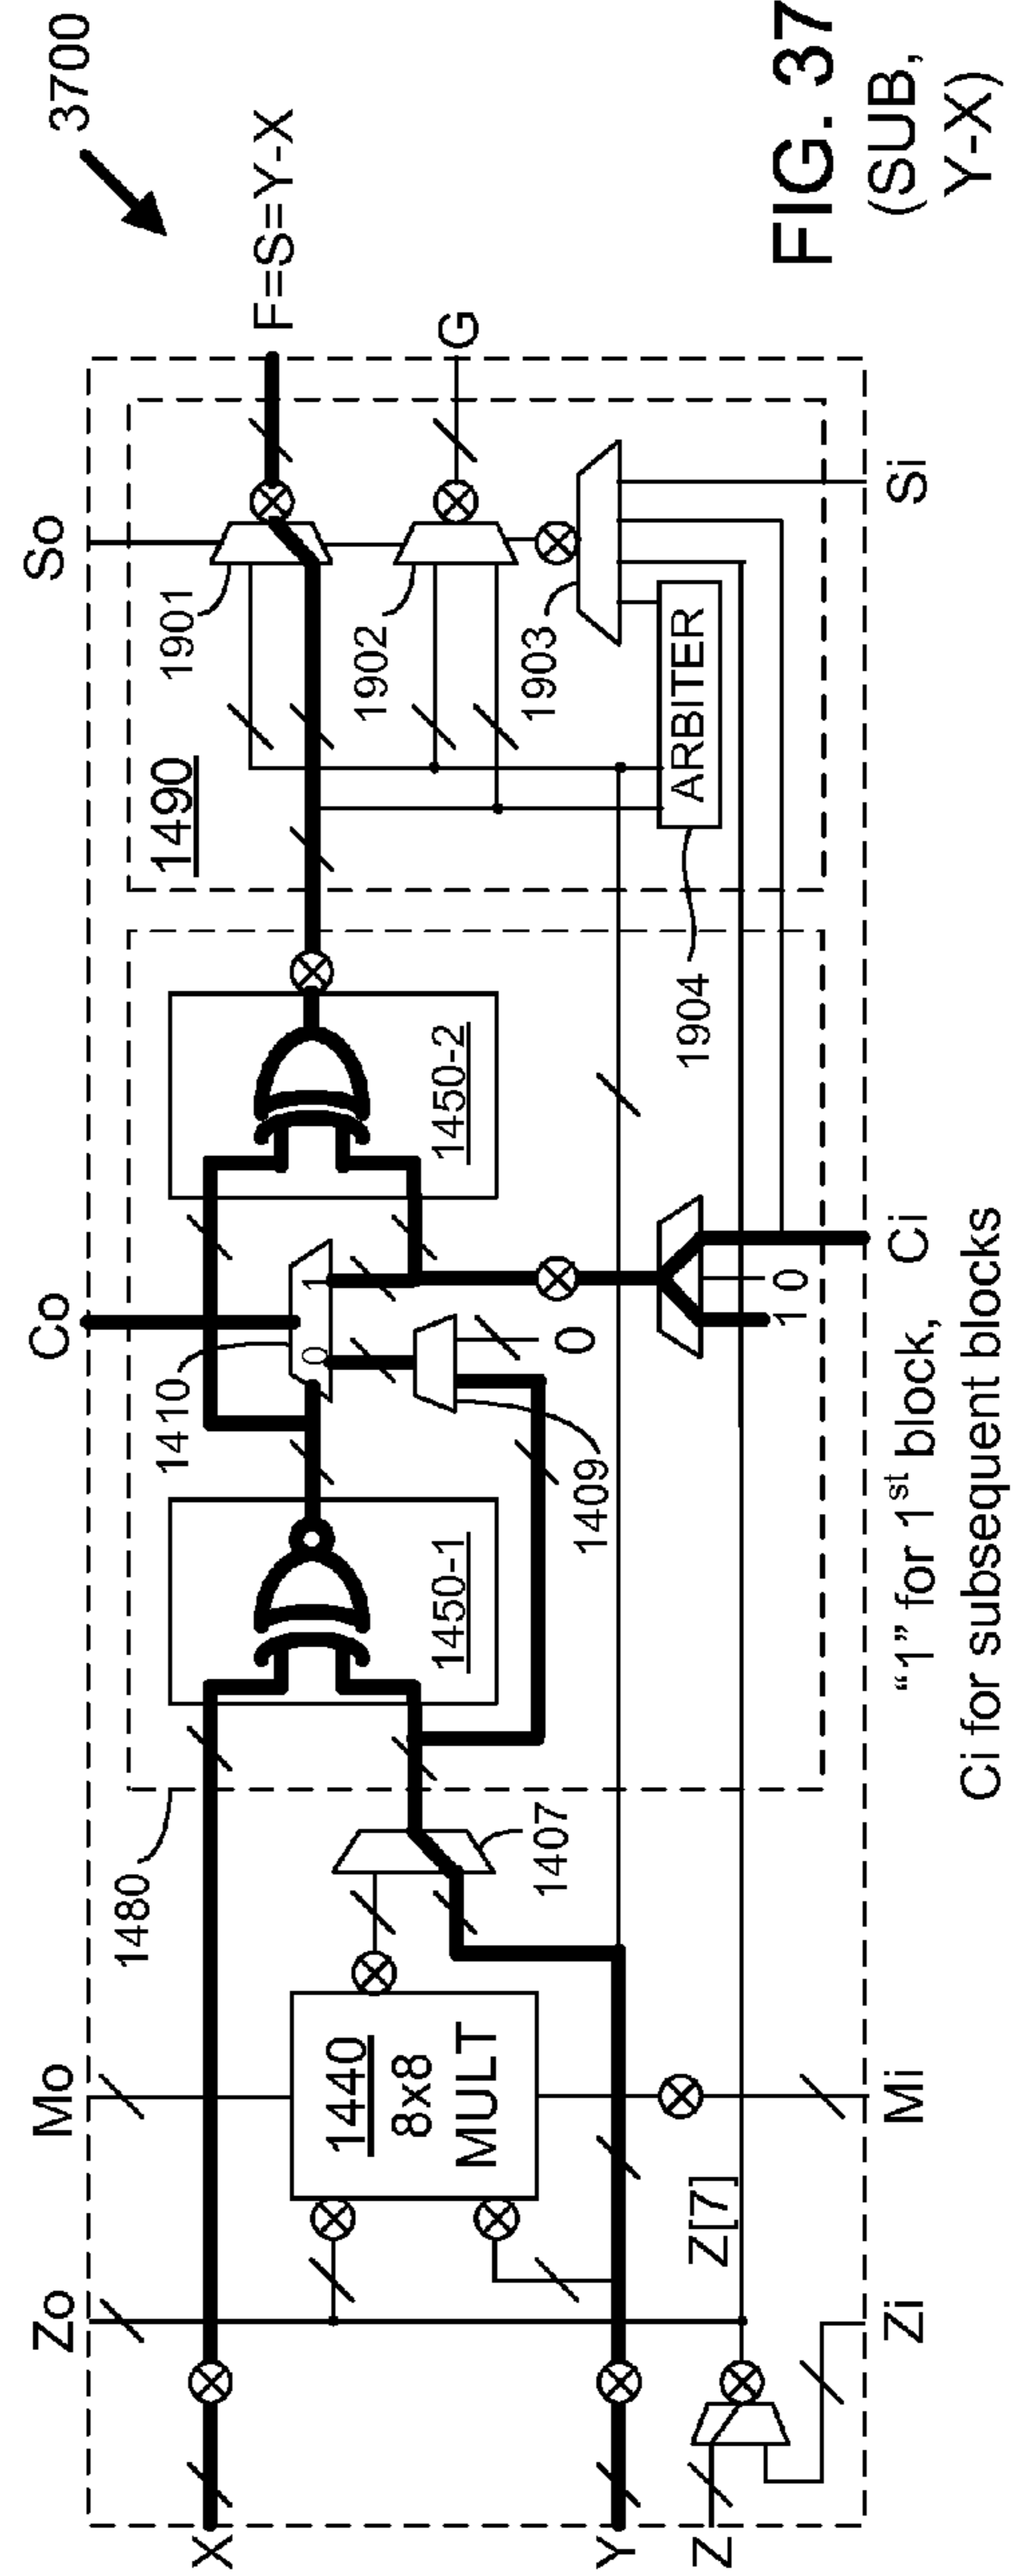 3700
So
Co
Mo
Zo
F=S=Y-X
1901
1490
G
1902
1903
1450-2
1410
0
1
1450-1
1480
1440
8x8
MULT
1407
1409
0
ARBITER
1904
1
0
Z[7]
X
Y
Z
Zi
Mi
Ci
Si
“1” for 1st block,
Ci for subsequent blocks
FIG. 37
(SUB,
Y-X)